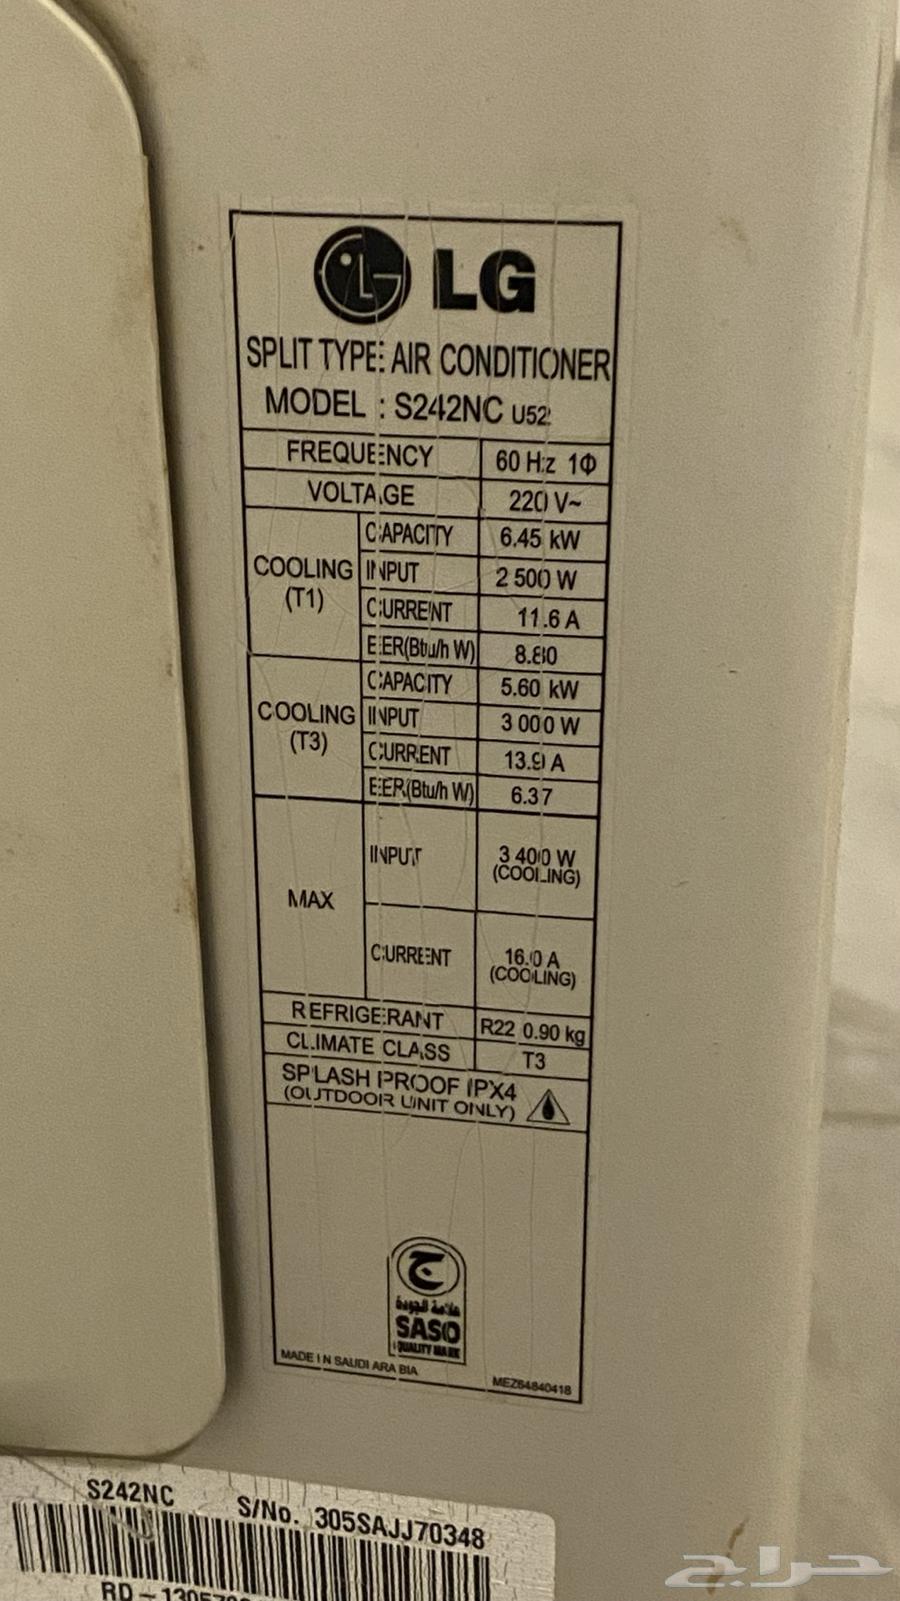 LG
SPLIT TYPE AIR CONDITIONER
MODEL : S242NC U52
FREQUENCY 60 Hz 1Φ
VOLTAGE 220 V~
COOLING (T1)
CAPACITY 6.45 kW
INPUT 2 500 W
CURRENT 11.6 A
EER(Btu/h W) 8.80
COOLING (T3)
CAPACITY 5.60 kW
INPUT 3 000 W
CURRENT 13.9 A
EER(Btu/h W) 6.37
MAX
INPUT 3 400 W (COOLING)
CURRENT 16.0 A (COOLING)
REFRIGERANT R22 0.90 kg
CLIMATE CLASS T3
SPLASH PROOF IPX4
(OUTDOOR UNIT ONLY)
ج
علامة الجودة
SASO
QUALITY MARK
MADE IN SAUDI ARABIA
MEZ64840418
S242NC S/No. 305SAJJ70348
حراج